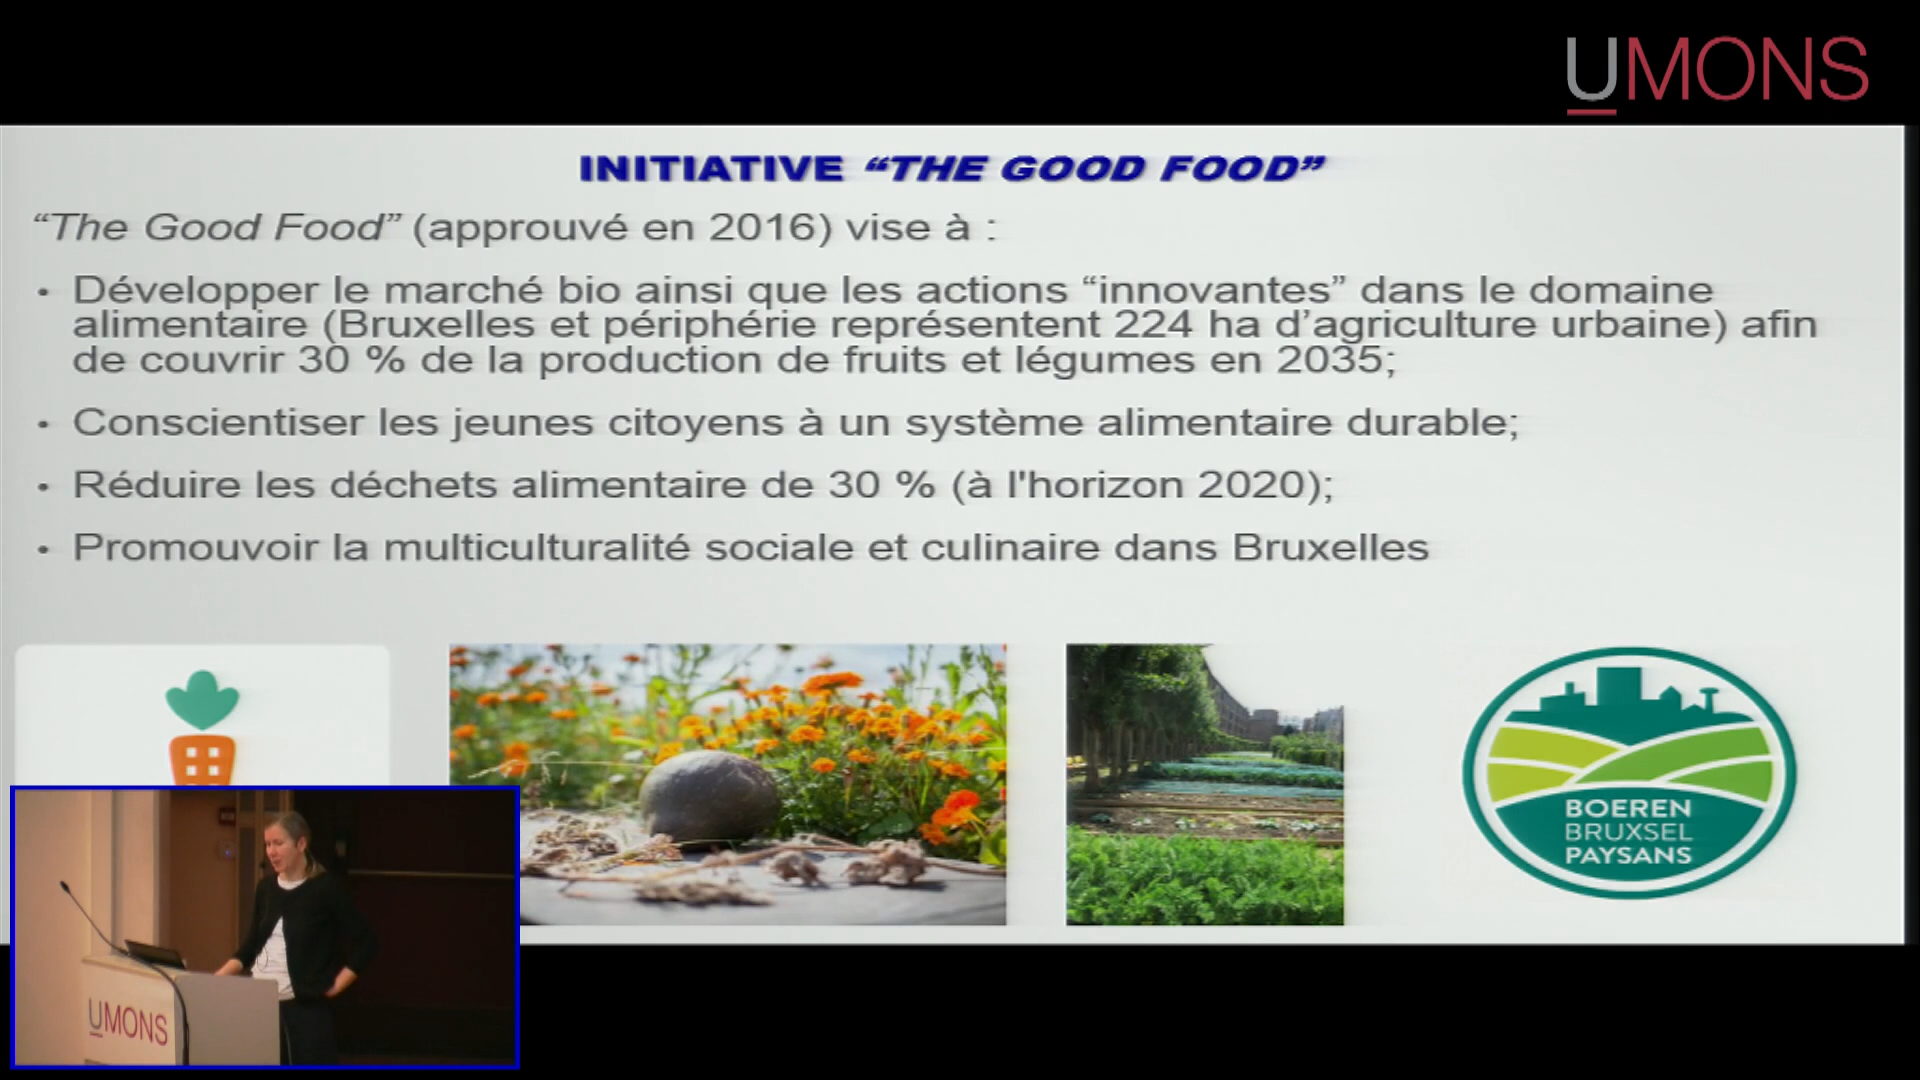 UMONS
INITIATIVE “THE GOOD FOOD”
“The Good Food” (approuvé en 2016) vise à :
• Développer le marché bio ainsi que les actions “innovantes” dans le domaine
alimentaire (Bruxelles et périphérie représentent 224 ha d’agriculture urbaine) afin
de couvrir 30 % de la production de fruits et légumes en 2035;
• Conscientiser les jeunes citoyens à un système alimentaire durable;
• Réduire les déchets alimentaire de 30 % (à l'horizon 2020);
• Promouvoir la multiculturalité sociale et culinaire dans Bruxelles
BOEREN
BRUXSEL
PAYSANS
UMONS